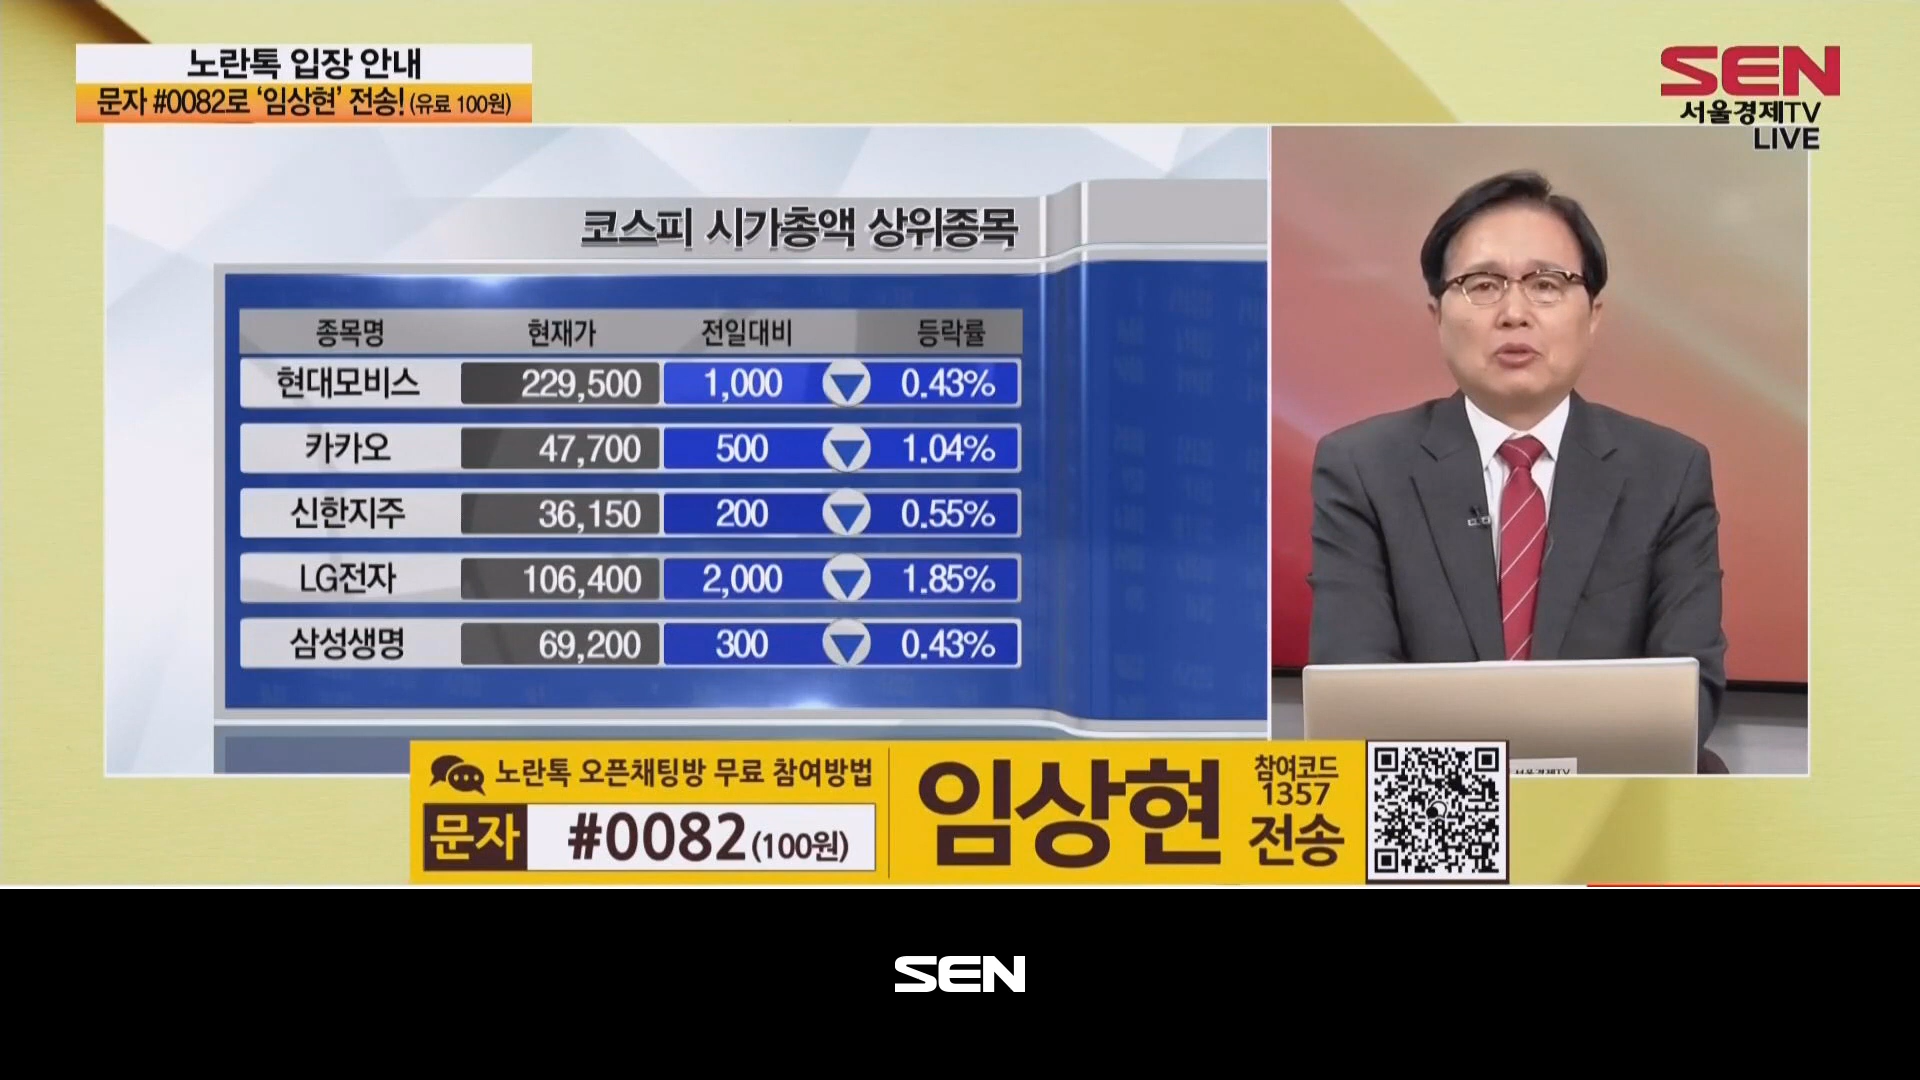 노란톡 입장 안내
문자 #0082로 ‘임상현’ 전송! (유료 100원)
SEN
서울경제TV
LIVE
코스피 시가총액 상위종목
종목명 현재가 전일대비 등락률
현대모비스 229,500 1,000 ▼ 0.43%
카카오 47,700 500 ▼ 1.04%
신한지주 36,150 200 ▼ 0.55%
LG전자 106,400 2,000 ▼ 1.85%
삼성생명 69,200 300 ▼ 0.43%
노란톡 오픈채팅방 무료 참여방법
문자 #0082 (100원)
임상현
참여코드
1357
전송
서울경제TV
SEN